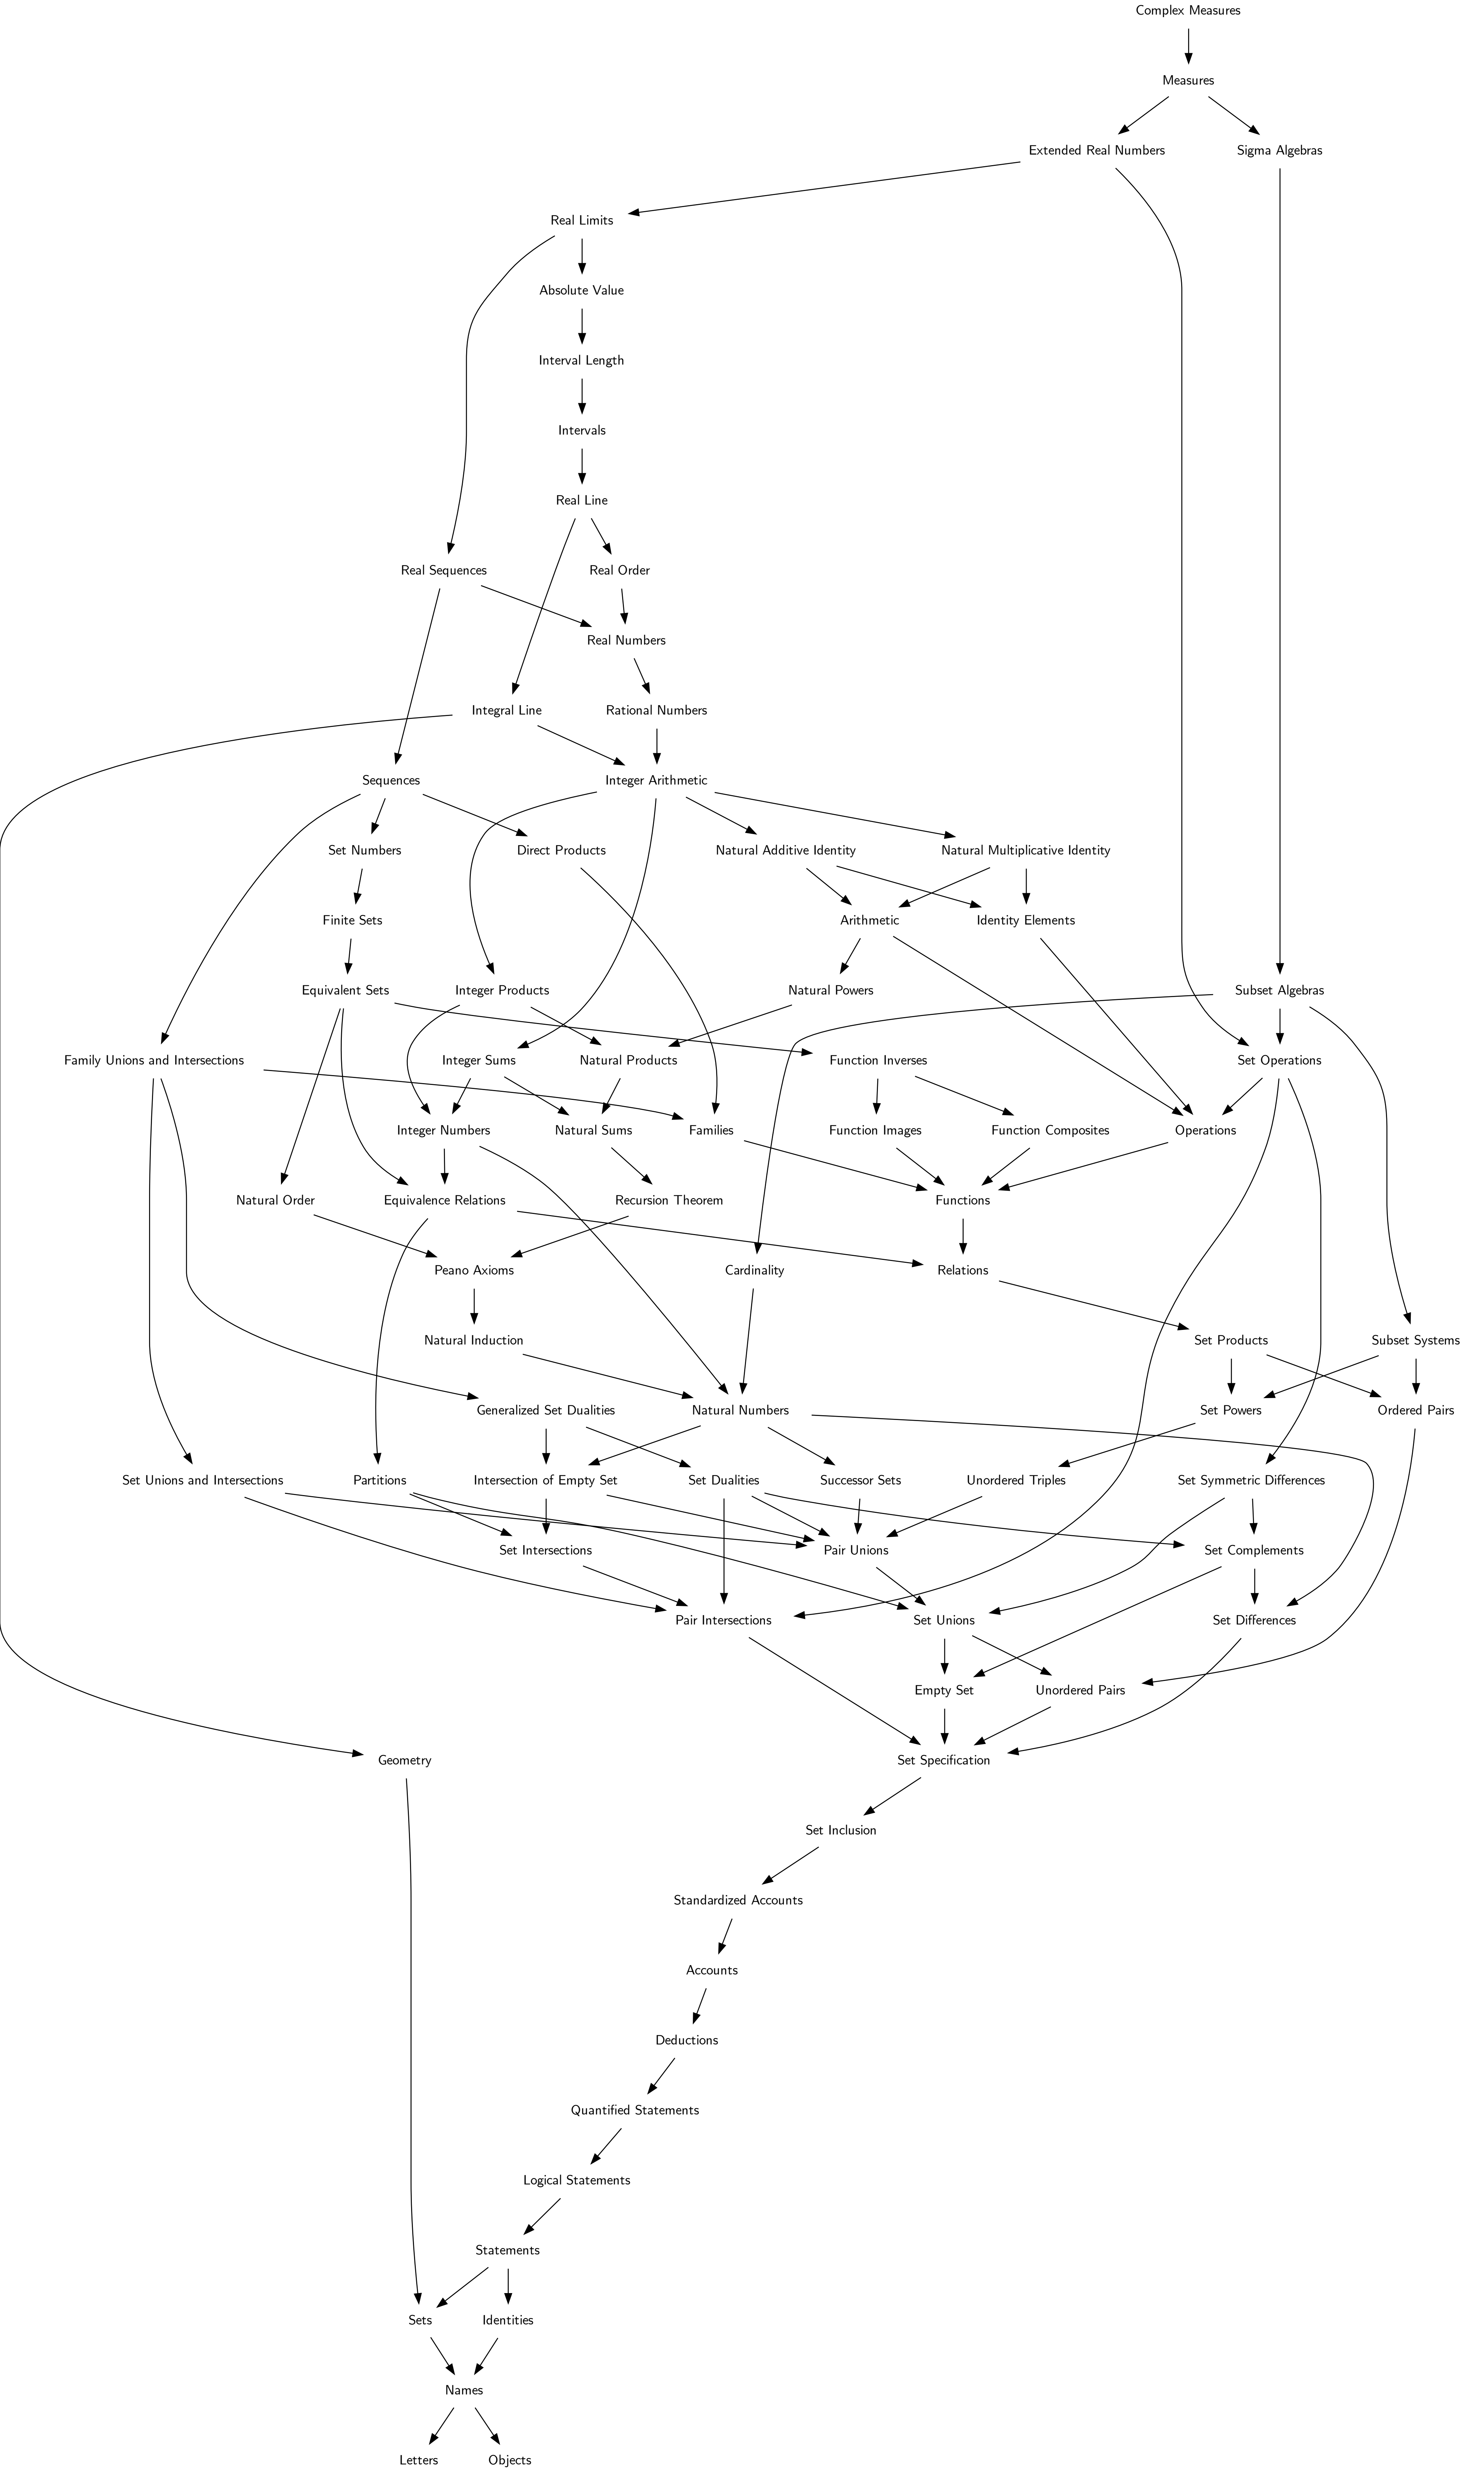 Complex Measures
Measures
Extended Real Numbers
Sigma Algebras
Real Limits
Absolute Value
Interval Length
Intervals
Real Line
Real Sequences
Real Order
Real Numbers
Integral Line
Rational Numbers
Sequences
Integer Arithmetic
Set Numbers
Direct Products
Natural Additive Identity
Natural Multiplicative Identity
Finite Sets
Arithmetic
Identity Elements
Equivalent Sets
Integer Products
Natural Powers
Subset Algebras
Family Unions and Intersections
Integer Sums
Natural Products
Function Inverses
Set Operations
Integer Numbers
Natural Sums
Families
Function Images
Function Composites
Operations
Natural Order
Equivalence Relations
Recursion Theorem
Functions
Peano Axioms
Cardinality
Relations
Natural Induction
Set Products
Subset Systems
Generalized Set Dualities
Natural Numbers
Set Powers
Ordered Pairs
Set Unions and Intersections
Partitions
Intersection of Empty Set
Set Dualities
Successor Sets
Unordered Triples
Set Symmetric Differences
Set Intersections
Pair Unions
Set Complements
Pair Intersections
Set Unions
Set Differences
Empty Set
Unordered Pairs
Geometry
Set Specification
Set Inclusion
Standardized Accounts
Accounts
Deductions
Quantified Statements
Logical Statements
Statements
Sets
Identities
Names
Letters
Objects